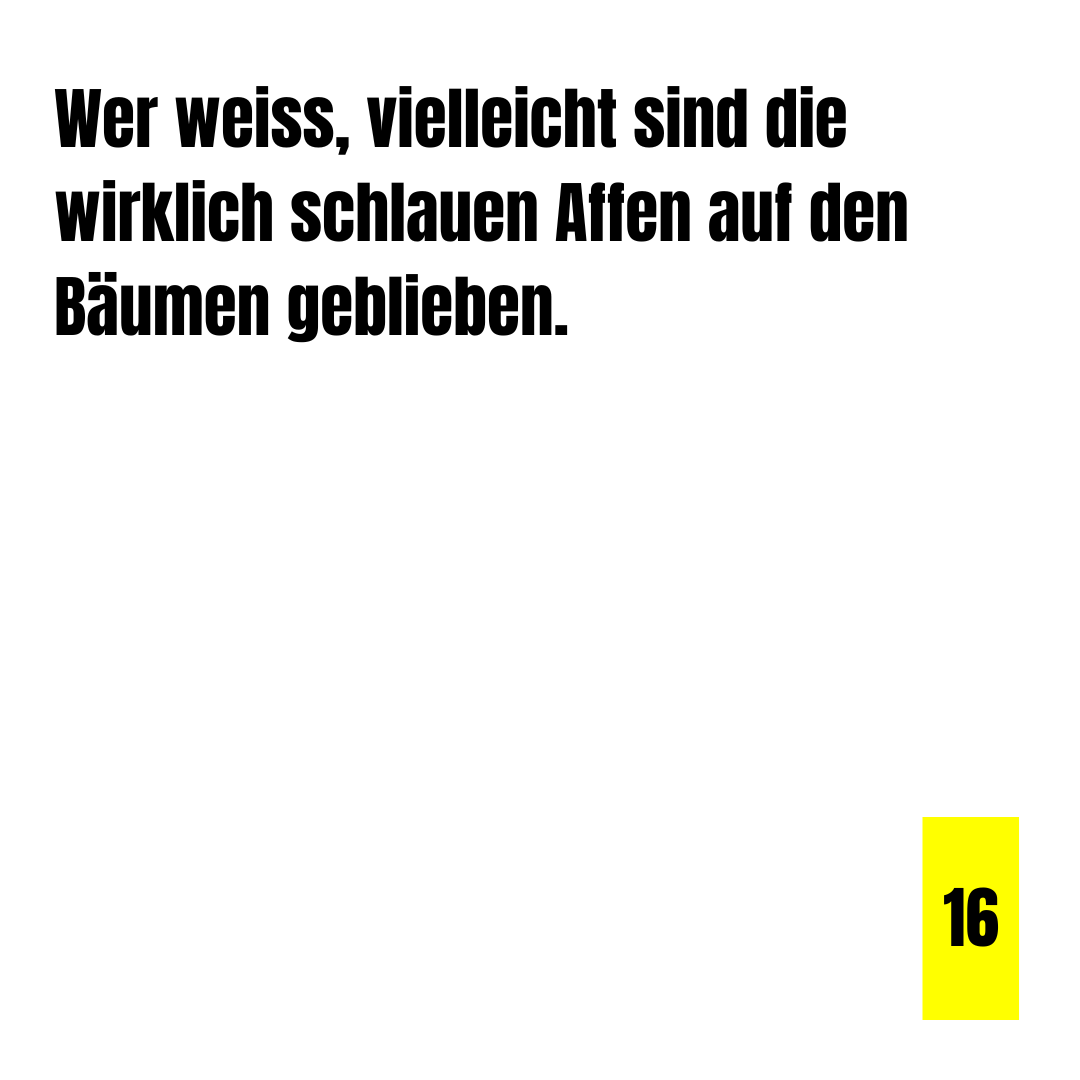 Wer weiss, vielleicht sind die
wirklich schlauen Affen auf den
Bäumen geblieben.
16